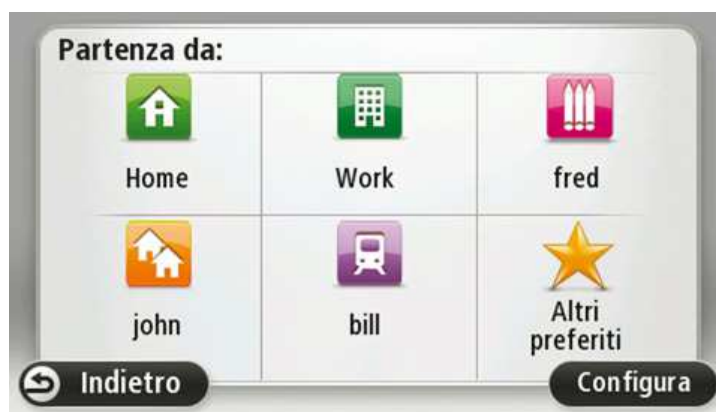 Partenza da:
Home
Work
fred
john
bill
Altri
preferiti
Indietro
Configura